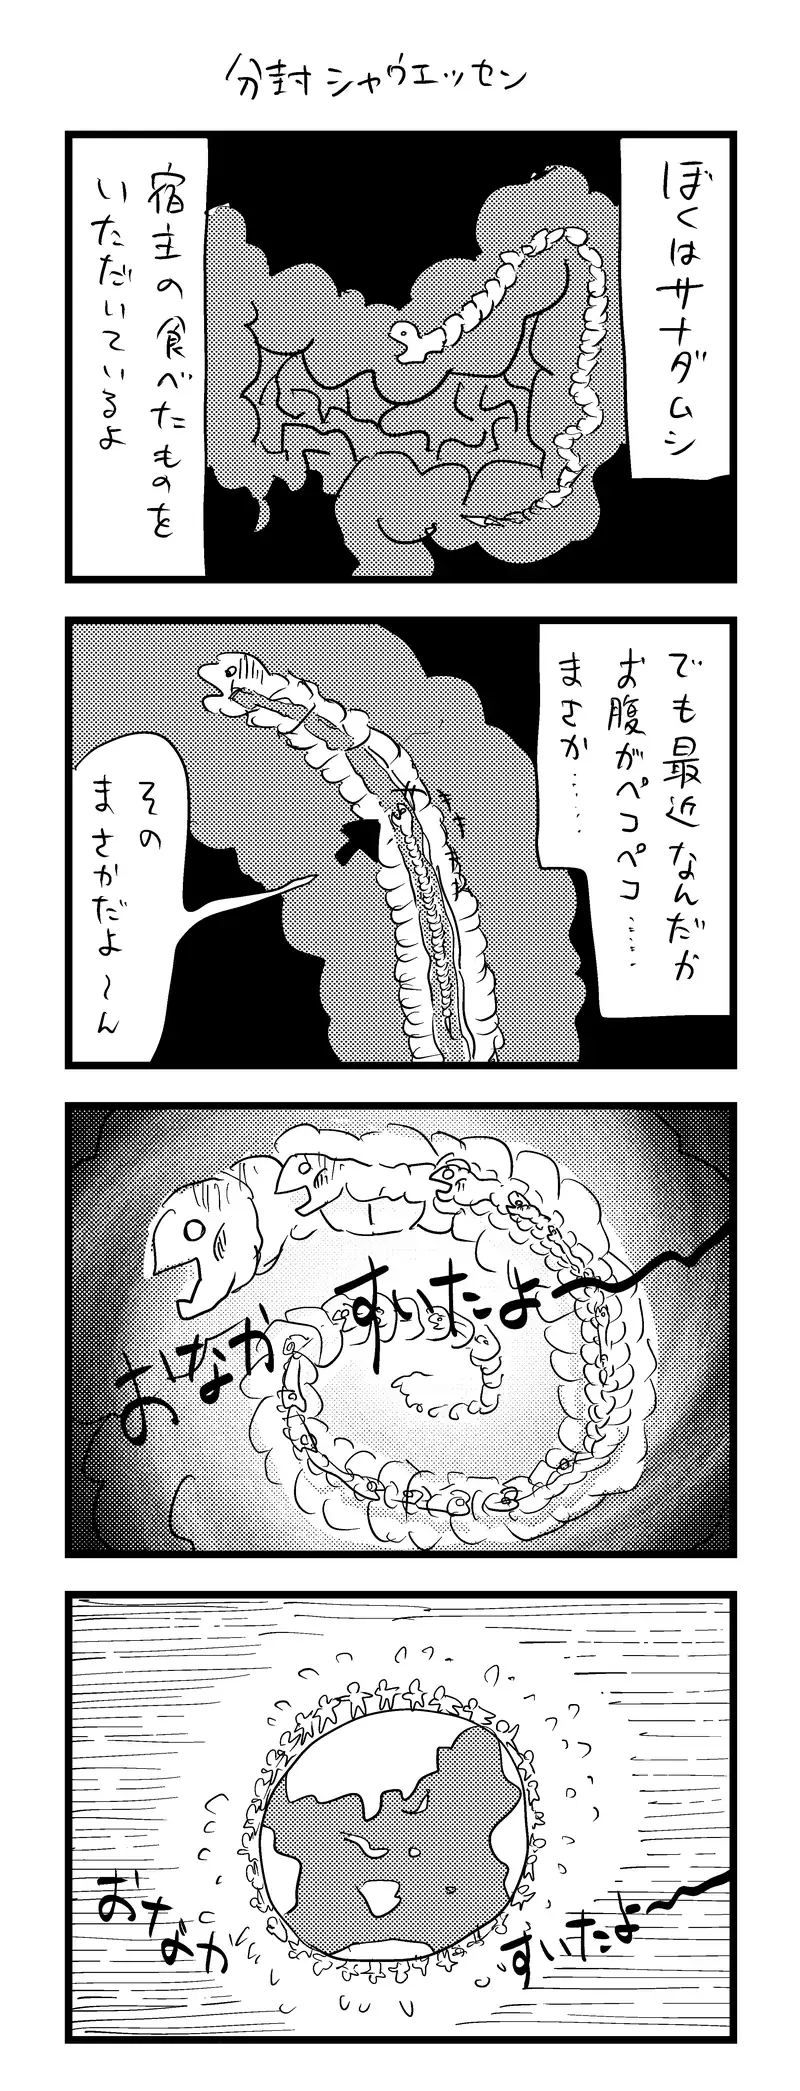 分封シャウエッセン
ぼくはサナダムシ
宿主の食べたものを
いただいているよ
でも最近なんだか
お腹がペコペコ……
まさか……
その
まさかだよ〜ん
おなか
すいたよ〜
おなか
すいたよ〜